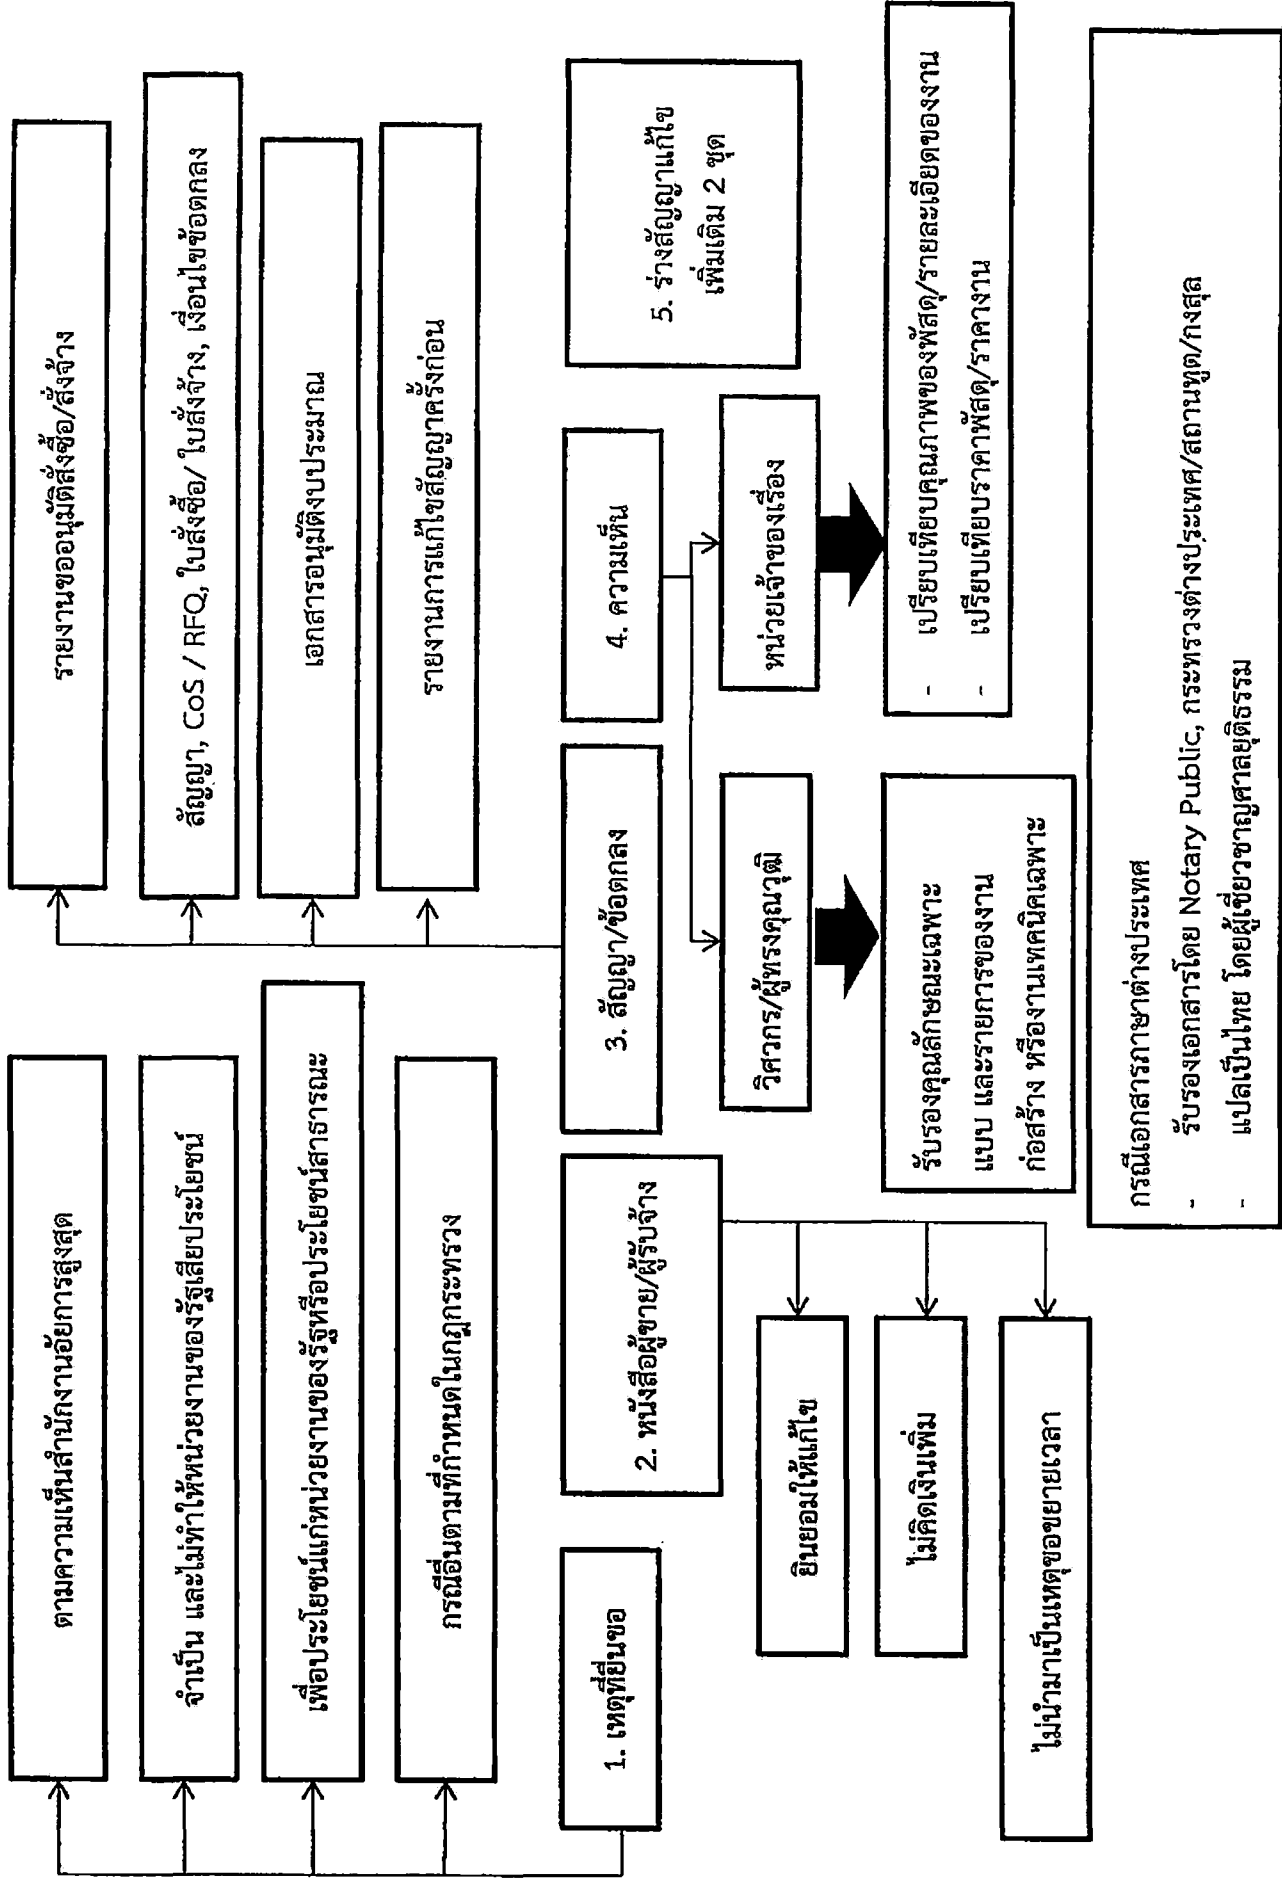 ตามความเห็นสำนักงานอัยการสูงสุด
จำเป็น และไม่ทำให้หน่วยงานของรัฐเสียประโยชน์
เพื่อประโยชน์แก่หน่วยงานของรัฐหรือประโยชน์สาธารณะ
กรณีอื่นตามที่กำหนดในกฎกระทรวง
รายงานขออนุมัติสั่งซื้อ/สั่งจ้าง
สัญญา, CoS / RFQ, ใบสั่งซื้อ/ ใบสั่งจ้าง, เงื่อนไขข้อตกลง
เอกสารอนุมัติงบประมาณ
รายงานการแก้ไขสัญญาครั้งก่อน
1. เหตุที่ยื่นขอ
2. หนังสือผู้ขาย/ผู้รับจ้าง
3. สัญญา/ข้อตกลง
4. ความเห็น
5. ร่างสัญญาแก้ไข
เพิ่มเติม 2 ชุด
ยินยอมให้แก้ไข
ไม่คิดเงินเพิ่ม
ไม่นำมาเป็นเหตุขอขยายเวลา
วิศวกร/ผู้ทรงคุณวุฒิ
หน่วยเจ้าของเรื่อง
รับรองคุณลักษณะเฉพาะ
แบบ และรายการของงาน
ก่อสร้าง หรืองานเทคนิคเฉพาะ
- เปรียบเทียบคุณภาพของพัสดุ/รายละเอียดของงาน
- เปรียบเทียบราคาพัสดุ/ราคางาน
กรณีเอกสารภาษาต่างประเทศ
- รับรองเอกสารโดย Notary Public, กระทรวงต่างประเทศ/สถานทูต/กงสุล
- แปลเป็นไทย โดยผู้เชี่ยวชาญศาลยุติธรรม